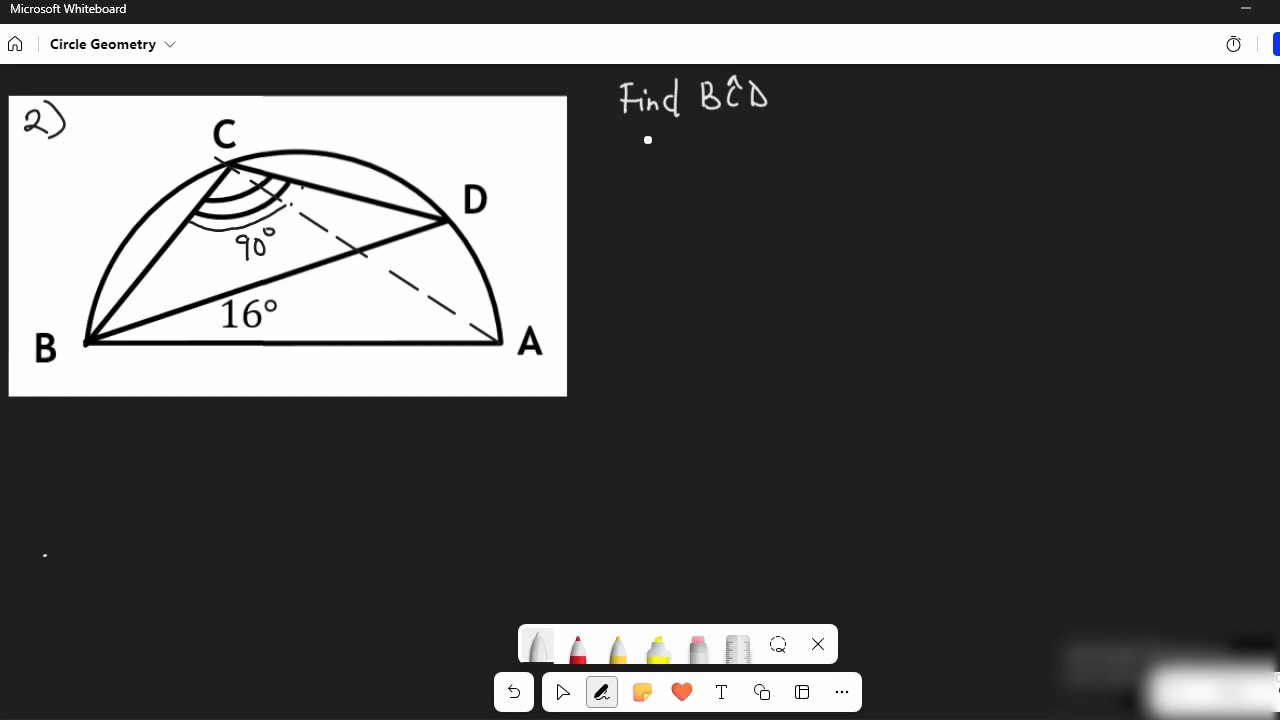 Microsoft Whiteboard
Circle Geometry
Find BĈD
2)
C
D
90°
16°
B
A
T